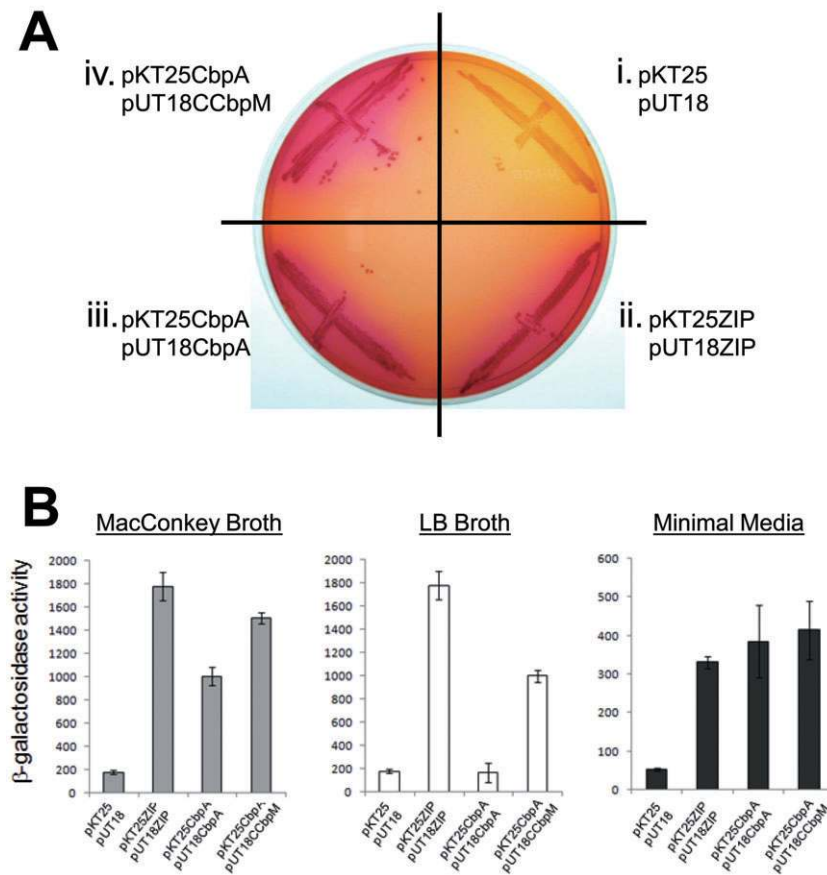 A
iv. pKT25CbpA
pUT18CCbpM
i. pKT25
pUT18
iii. pKT25CbpA
pUT18CbpA
ii. pKT25ZIP
pUT18ZIP
B
MacConkey Broth
LB Broth
Minimal Media
β-galactosidase activity
2000
1800
1600
1400
1200
1000
800
600
400
200
0
pKT25
pUT18
pKT25ZIP
pUT18ZIP
pKT25CbpA
pUT18CbpA
pKT25CbpA
pUT18CCbpM
2000
1800
1600
1400
1200
1000
800
600
400
200
0
pKT25
pUT18
pKT25ZIP
pUT18ZIP
pKT25CbpA
pUT18CbpA
pKT25CbpA
pUT18CCbpM
600
500
400
300
200
100
0
pKT25
pUT18
pKT25ZIP
pUT18ZIP
pKT25CbpA
pUT18CbpA
pKT25CbpA
pUT18CCbpM